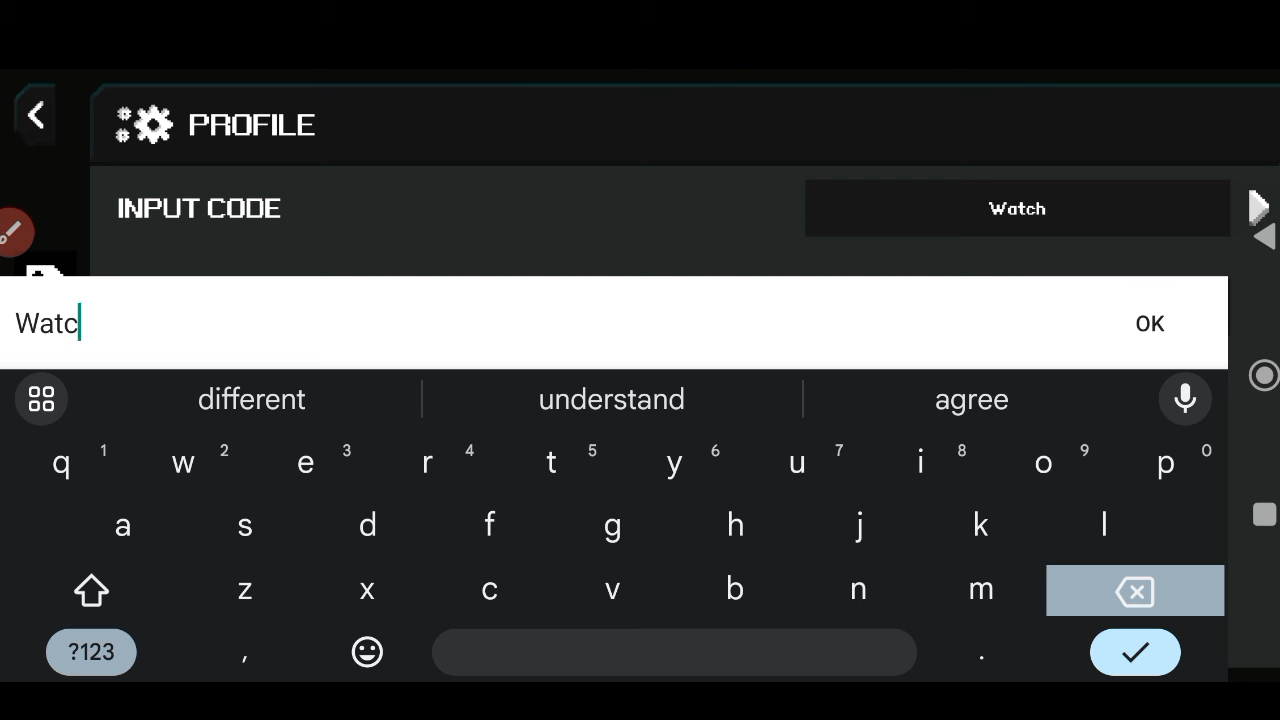 PROFILE
INPUT CODE
Watch
Watc
OK
different understand agree
q 1 w 2 e 3 r 4 t 5 y 6 u 7 i 8 o 9 p 0
a s d f g h j k l
z x c v b n m
?123 , .